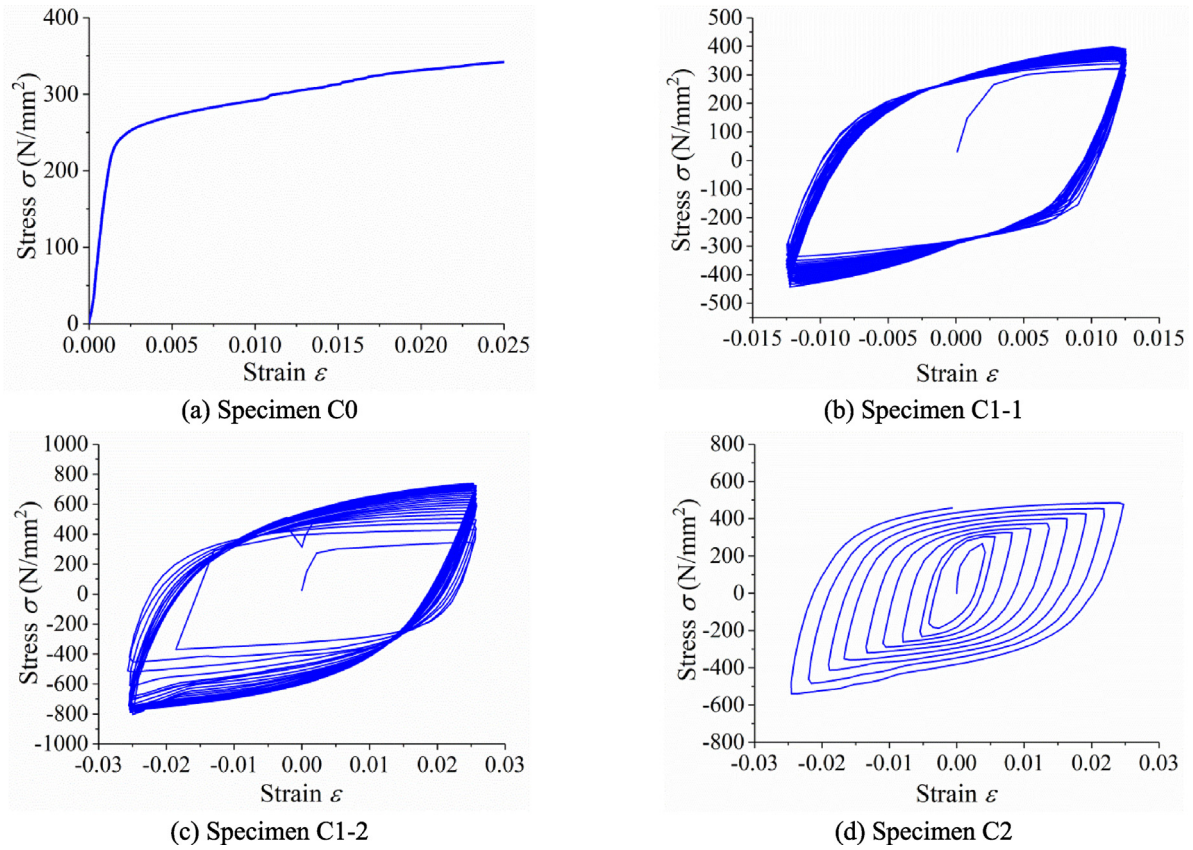 400
300
200
100
0
Stress σ (N/mm²)
0.000 0.005 0.010 0.015 0.020 0.025
Strain ε
(a) Specimen C0
500
400
300
200
100
0
-100
-200
-300
-400
-500
Stress σ (N/mm²)
-0.015 -0.010 -0.005 0.000 0.005 0.010 0.015
Strain ε
(b) Specimen C1-1
1000
800
600
400
200
0
-200
-400
-600
-800
-1000
Stress σ (N/mm²)
-0.03 -0.02 -0.01 0.00 0.01 0.02 0.03
Strain ε
(c) Specimen C1-2
800
600
400
200
0
-200
-400
-600
-800
Stress σ (N/mm²)
-0.03 -0.02 -0.01 0.00 0.01 0.02 0.03
Strain ε
(d) Specimen C2